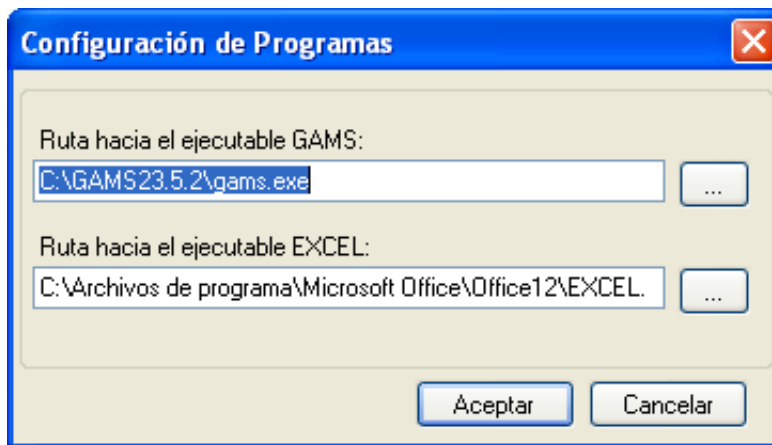 Configuración de Programas
Ruta hacia el ejecutable GAMS:
C:\GAMS23.5.2\gams.exe
...
Ruta hacia el ejecutable EXCEL:
C:\Archivos de programa\Microsoft Office\Office12\EXCEL.
...
Aceptar Cancelar